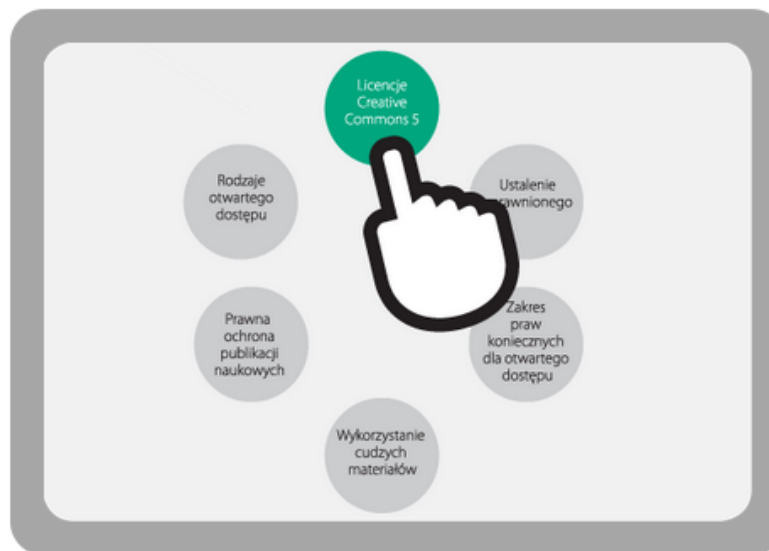 Licencje
Creative
Commons 5
Rodzaje
otwartego
dostępu
Ustalenie
Prawna
ochrona
publikacji
naukowych
Zakres
praw
koniecznych
dla otwartego
dostępu
Wykorzystanie
cudzych
materiałów